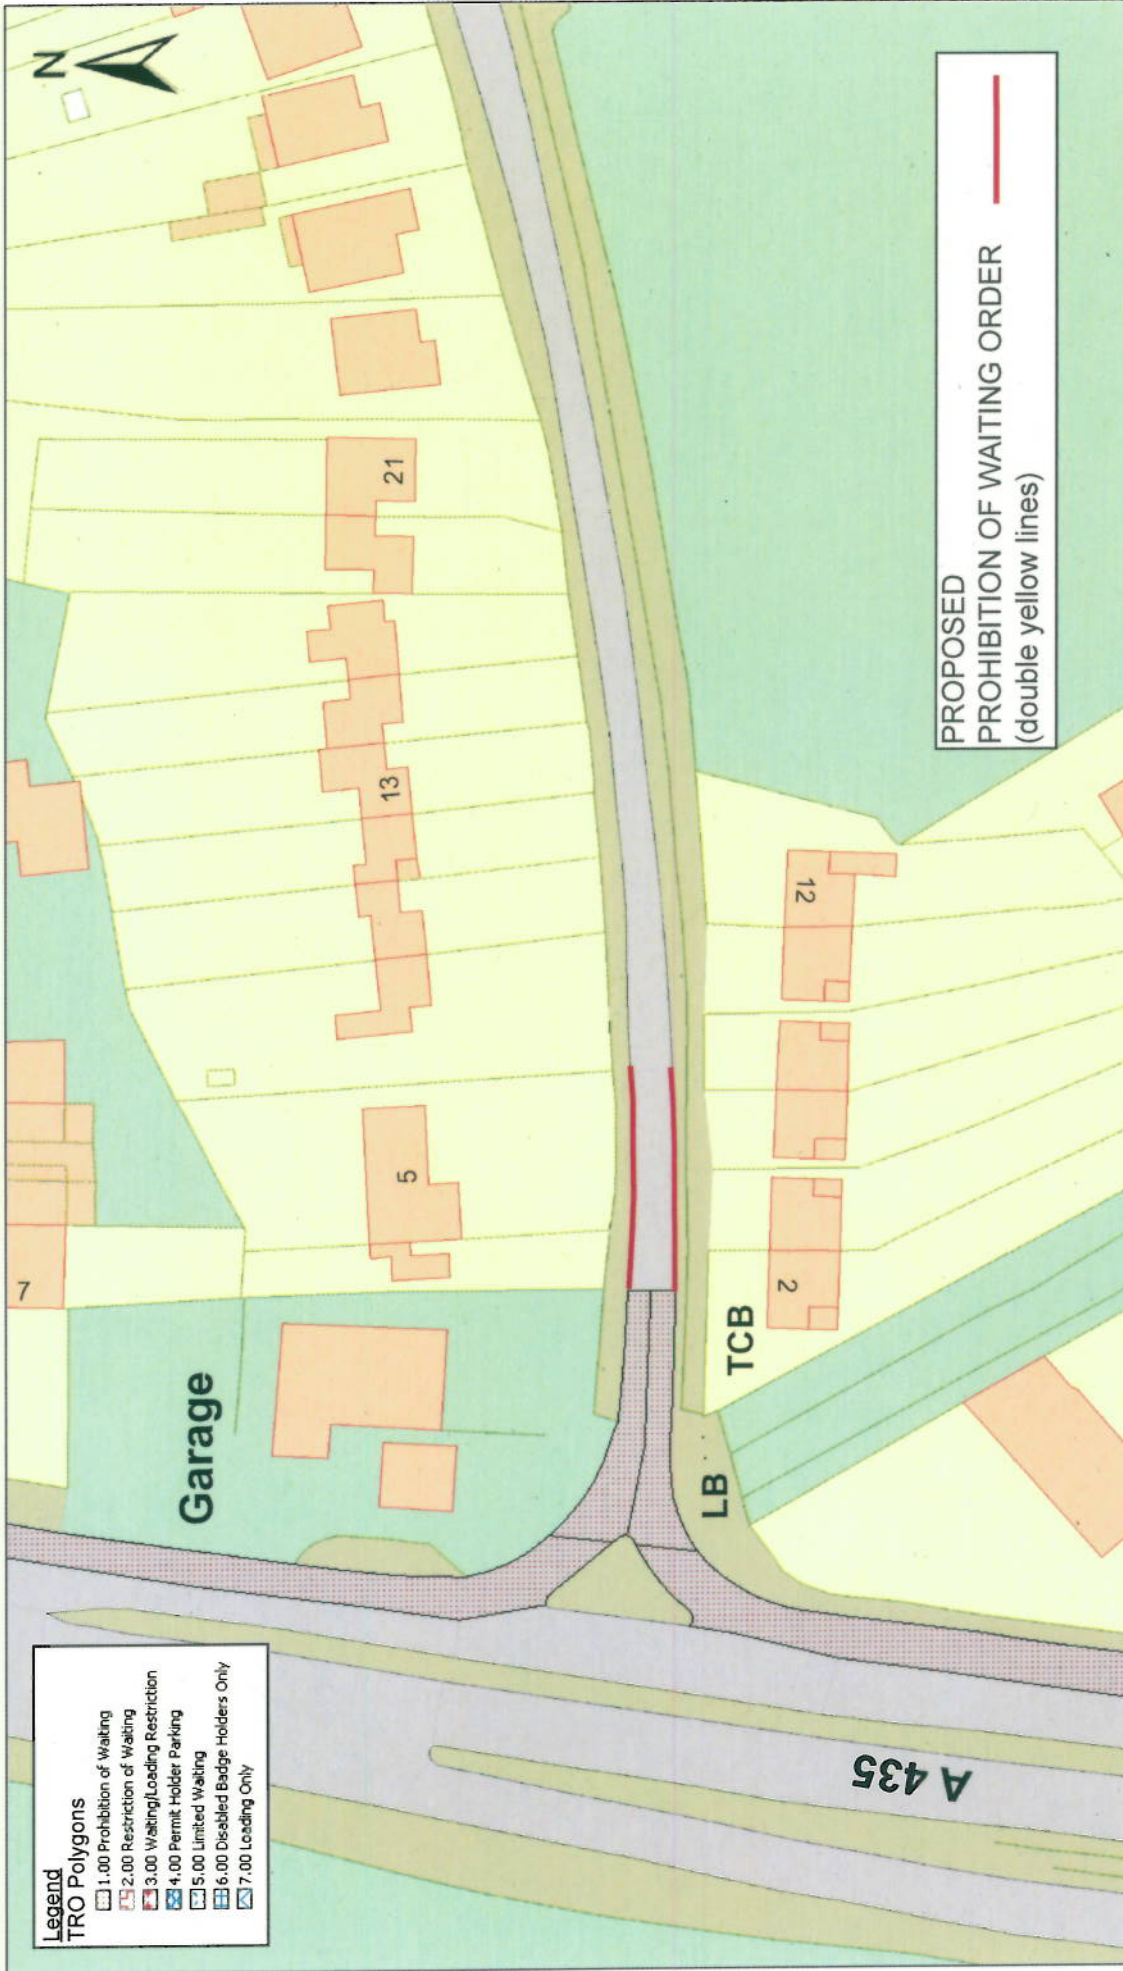 Legend
TRO Polygons
1.00 Prohibition of Waiting
2.00 Restriction of Waiting
3.00 Waiting/Loading Restriction
4.00 Permit Holder Parking
5.00 Limited Waiting
6.00 Disabled Badge Holders Only
7.00 Loading Only
N
7
Garage
5
13
21
A 435
LB
TCB
2
12
PROPOSED
PROHIBITION OF WAITING ORDER
(double yellow lines)